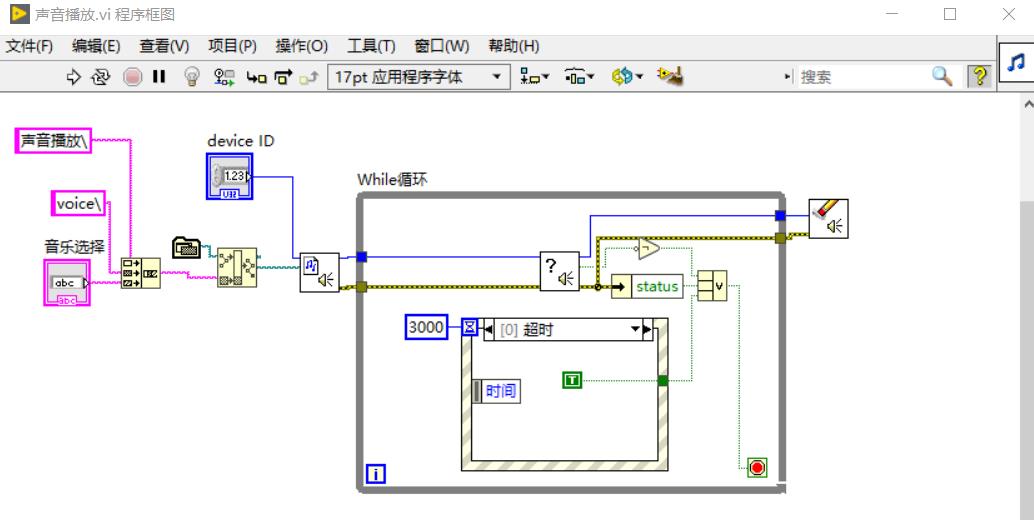 声音播放.vi 程序框图
文件(F) 编辑(E) 查看(V) 项目(P) 操作(O) 工具(T) 窗口(W) 帮助(H)
17pt 应用程序字体
搜索
?
声音播放\
device ID
1.23
U32
While循环
voice\
音乐选择
abc
abc
?
status
V
3000
[0] 超时
时间
T
i